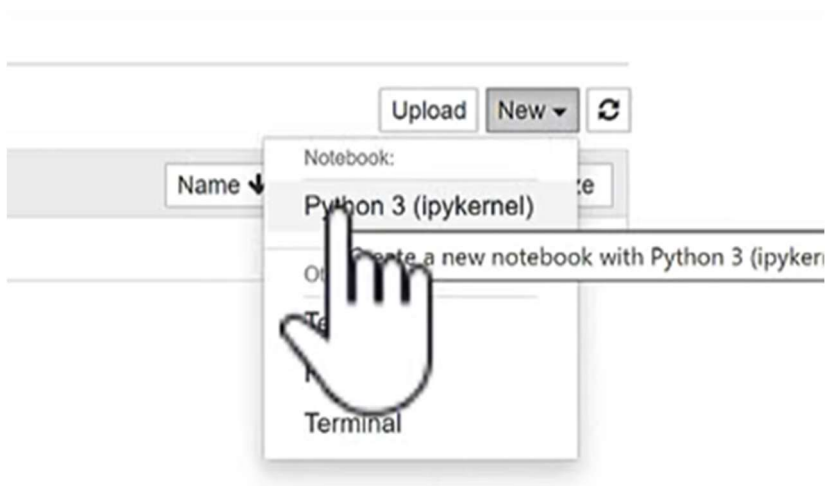 Upload New
Name
Notebook:
Python 3 (ipykernel)
a new notebook with Python 3
Terminal